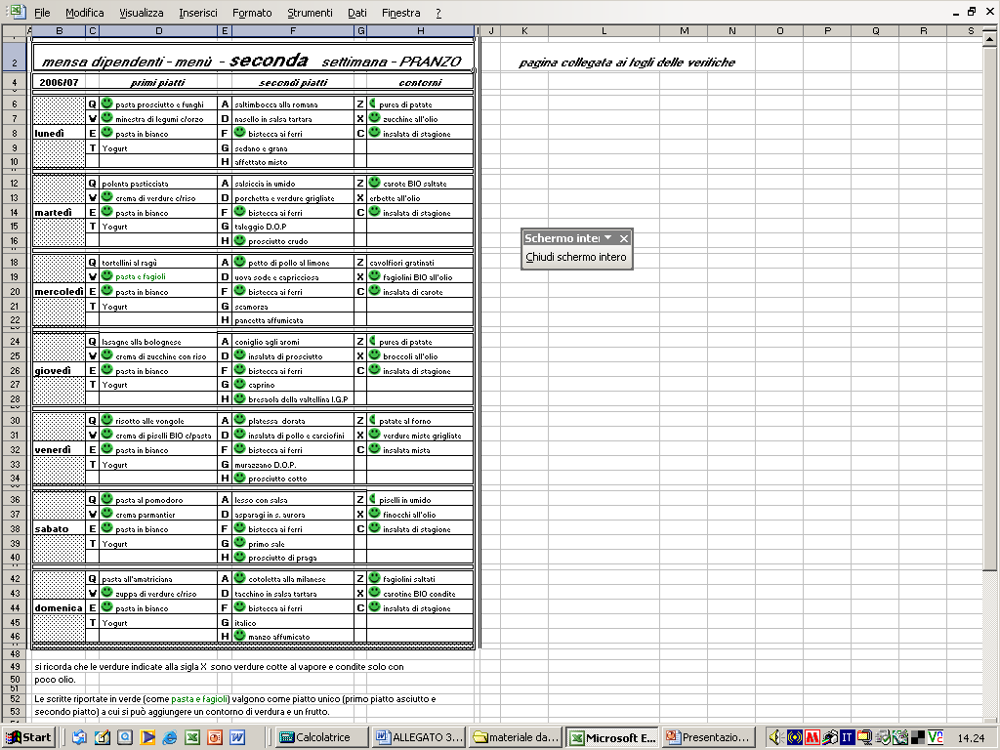 File Modifica Visualizza Inserisci Formato Strumenti Dati Finestra ?
A B C D E F G H I J K L M N O P Q R S
2 mensa dipendenti - menù - seconda settimana - PRANZO pagina collegata ai fogli delle verifiche
4 2006/07 primi piatti secondi piatti contorni
6 Q pasta prosciutto e funghi A saltimbocca alla romana Z purea di patate
7 W minestra di legumi c/orzo D nasello in salsa tartara X zucchine all'olio
8 lunedì E pasta in bianco F bistecca ai ferri C insalata di stagione
9 T Yogurt G sedano e grana
10 H affettato misto
12 Q polenta pasticciata A salsiccia in umido Z carote BIO saltate
13 W crema di verdure c/riso D porchetta e verdure grigliate X erbette all'olio
14 martedì E pasta in bianco F bistecca ai ferri C insalata di stagione
15 T Yogurt G taleggio D.O.P
16 H prosciutto crudo
Schermo inter
Chiudi schermo intero
18 Q tortellini al ragù A petto di pollo al limone Z cavolfiori gratinati
19 W pasta e fagioli D uova sode e capricciosa X fagiolini BIO all'olio
20 mercoledì E pasta in bianco F bistecca ai ferri C insalata di carote
21 T Yogurt G scamorza
22 H pancetta affumicata
24 Q lasagne alla bolognese A coniglio agli aromi Z purea di patate
25 W crema di zucchine con riso D insalata di prosciutto X broccoli all'olio
26 giovedì E pasta in bianco F bistecca ai ferri C insalata di stagione
27 T Yogurt G caprino
28 H bresaola della valtellina I.G.P
30 Q risotto alle vongole A platessa dorata Z patate al forno
31 W crema di piselli BIO c/pasta D insalata di pollo e carciofini X verdure miste grigliate
32 venerdì E pasta in bianco F bistecca ai ferri C insalata mista
33 T Yogurt G murazzano D.O.P.
34 H prosciutto cotto
36 Q pasta al pomodoro A lesso con salsa Z piselli in umido
37 W crema parmantier D asparagi in s. aurora X finocchi all'olio
38 sabato E pasta in bianco F bistecca ai ferri C insalata di stagione
39 T Yogurt G primo sale
40 H prosciutto di praga
42 Q pasta all'amatriciana A cotoletta alla milanese Z fagiolini saltati
43 W zuppa di verdure c/riso D tacchino in salsa tartara X carotine BIO condite
44 domenica E pasta in bianco F bistecca ai ferri C insalata di stagione
45 T Yogurt G italico
46 H manzo affumicato
48
49 si ricorda che le verdure indicate alla sigla X sono verdure cotte al vapore e condite solo con
50 poco olio.
51
52 Le scritte riportate in verde (come pasta e fagioli) valgono come piatto unico (primo piatto asciutto e
53 secondo piatto) a cui si può aggiungere un contorno di verdura e un frutto.
Start Calcolatrice ALLEGATO 3... materiale da... Microsoft E... Presentazio... IT 14.24